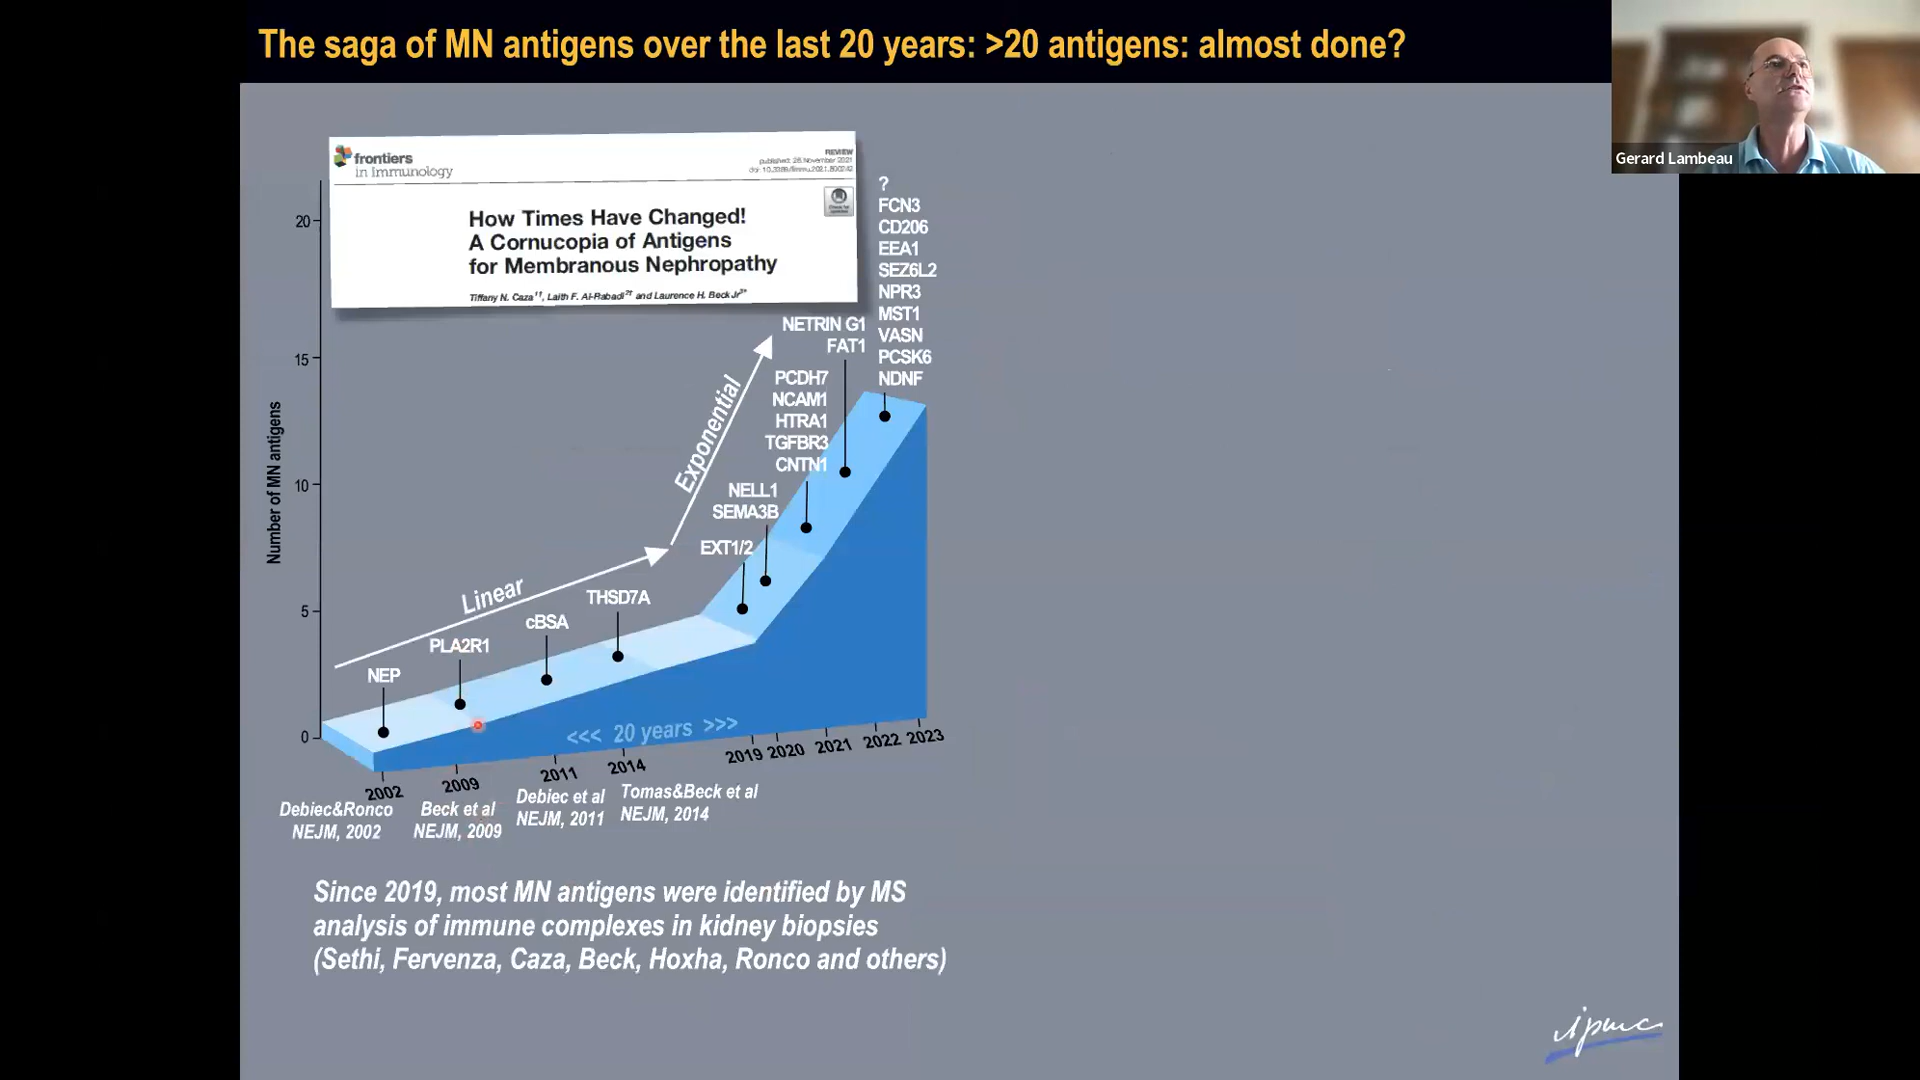 The saga of MN antigens over the last 20 years: >20 antigens: almost done?
Gerard Lambeau
frontiers
in Immunology
REVIEW
published: 26 November 2021
How Times Have Changed!
A Cornucopia of Antigens
for Membranous Nephropathy
Tiffany N. Caza, Laith F. Al-Rabadi and Laurence H. Beck Jr
Number of MN antigens
20
15
10
5
0
Linear
Exponential
NEP
PLA2R1
cBSA
THSD7A
EXT1/2
NELL1
SEMA3B
PCDH7
NCAM1
HTRA1
TGFBR3
CNTN1
NETRIN G1
FAT1
?
FCN3
CD206
EEA1
SEZ6L2
NPR3
MST1
VASN
PCSK6
NDNF
<<< 20 years >>>
2002
2009
2011
2014
2019
2020
2021
2022
2023
Debiec&Ronco
NEJM, 2002
Beck et al
NEJM, 2009
Debiec et al
NEJM, 2011
Tomas&Beck et al
NEJM, 2014
Since 2019, most MN antigens were identified by MS
analysis of immune complexes in kidney biopsies
(Sethi, Fervenza, Caza, Beck, Hoxha, Ronco and others)
ipmc